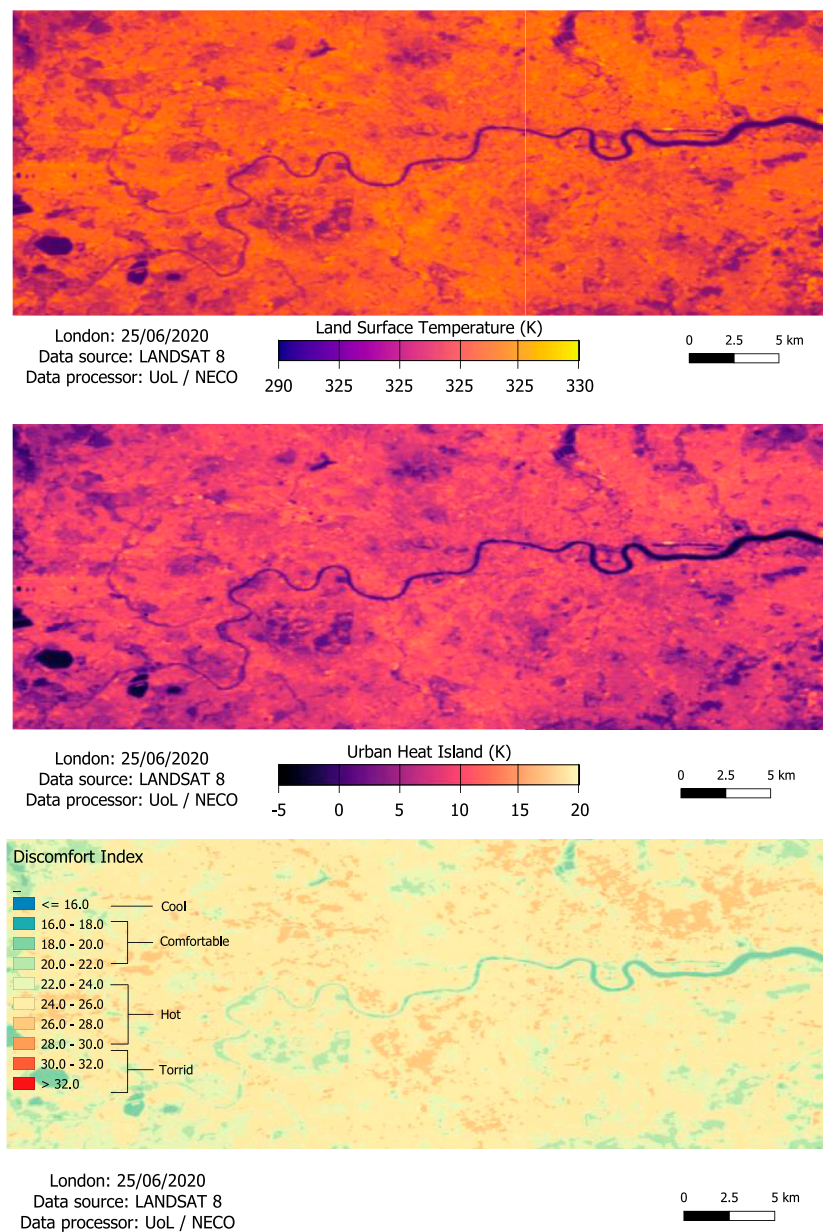 London: 25/06/2020
Data source: LANDSAT 8
Data processor: UoL / NECO
Land Surface Temperature (K)
290 325 325 325 325 330
0 2.5 5 km
London: 25/06/2020
Data source: LANDSAT 8
Data processor: UoL / NECO
Urban Heat Island (K)
-5 0 5 10 15 20
0 2.5 5 km
Discomfort Index
<= 16.0
Cool
16.0 - 18.0
18.0 - 20.0
Comfortable
20.0 - 22.0
22.0 - 24.0
24.0 - 26.0
26.0 - 28.0
Hot
28.0 - 30.0
30.0 - 32.0
Torrid
> 32.0
London: 25/06/2020
Data source: LANDSAT 8
Data processor: UoL / NECO
0 2.5 5 km